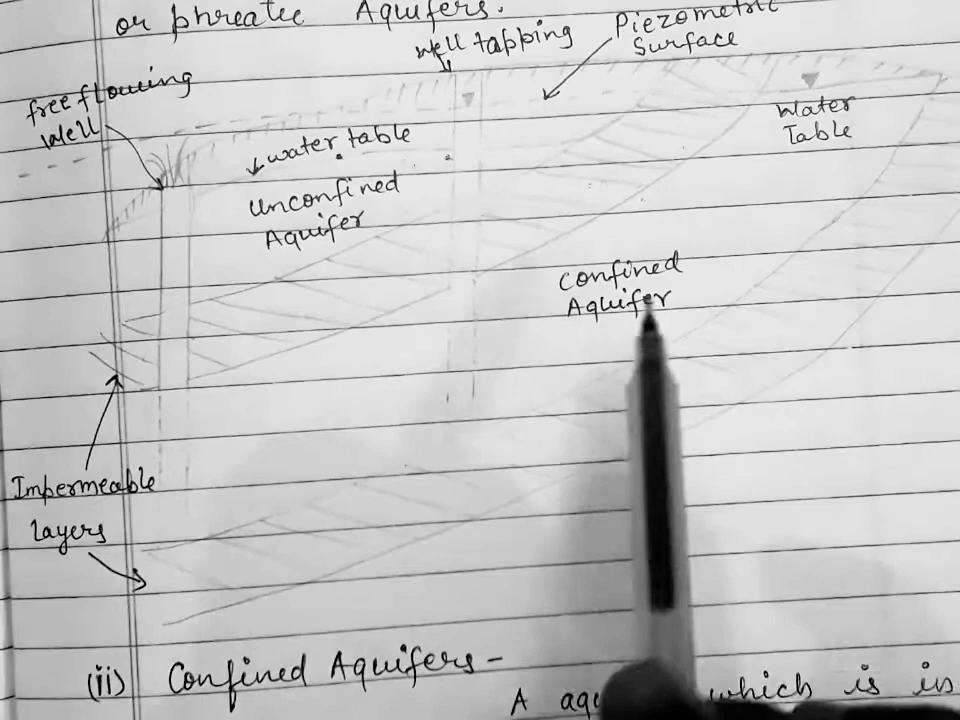 or phreatic Aquifers.
Well tapping
Piezometric
Surface
free flowing
Well
Water
Table
water table
Unconfined
Aquifer
Confined
Aquifer
Impermeable
layers
(ii) Confined Aquifers-
A which is in